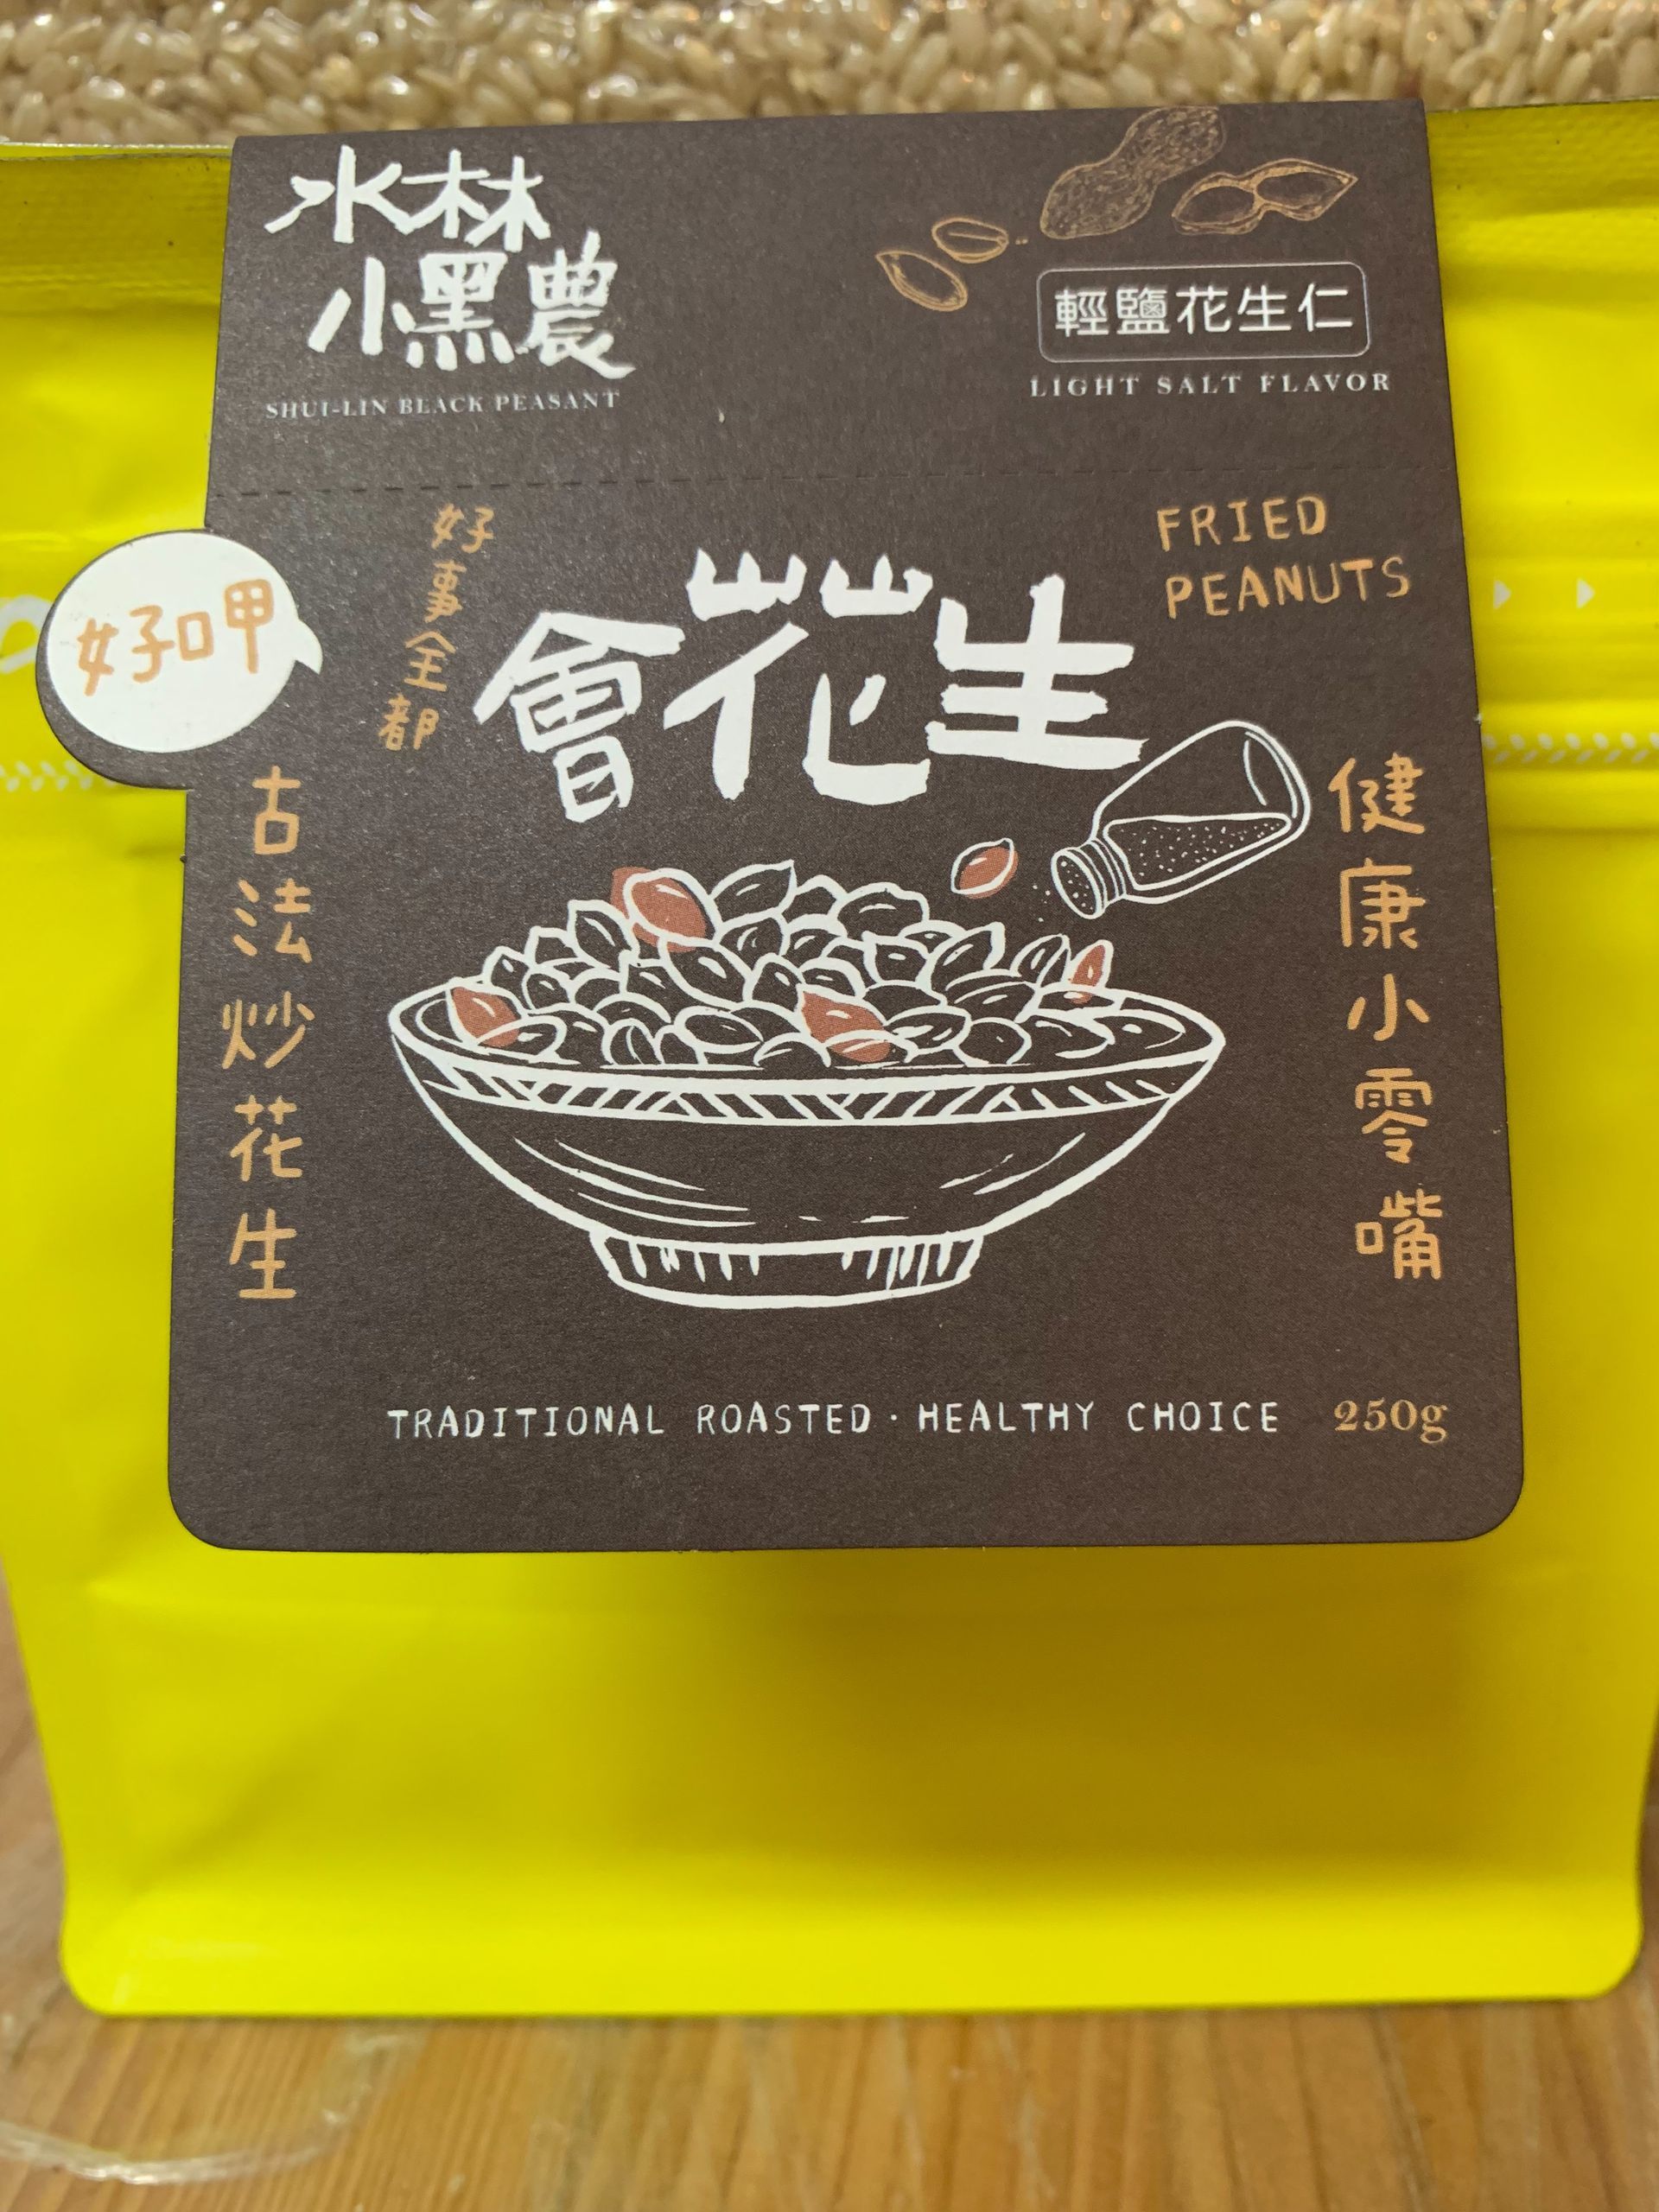 水林
小黑農
SHUI-LIN BLACK PEASANT
輕鹽花生仁
LIGHT SALT FLAVOR
FRIED
PEANUTS
好事全部
會花生
好呷
古法炒花生
健康小零嘴
TRADITIONAL ROASTED · HEALTHY CHOICE
250g